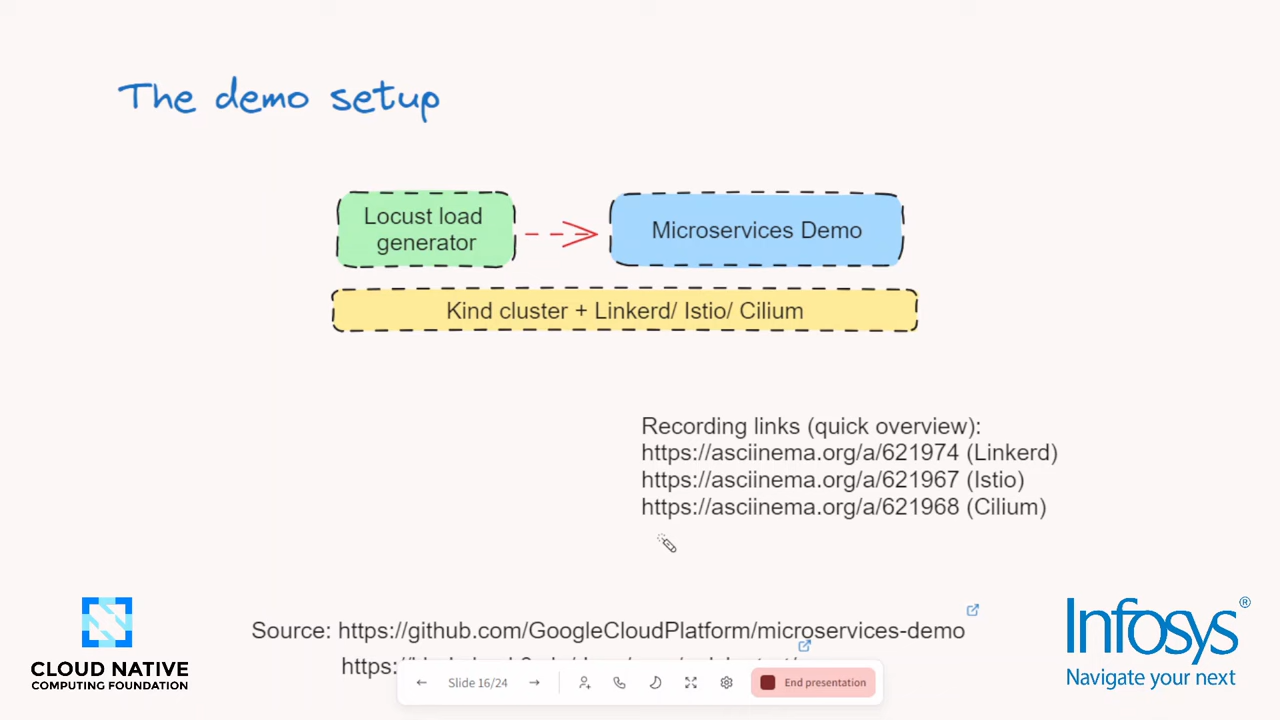 The demo setup
Locust load
generator
Microservices Demo
Kind cluster + Linkerd/ Istio/ Cilium
Recording links (quick overview):
https://asciinema.org/a/621974 (Linkerd)
https://asciinema.org/a/621967 (Istio)
https://asciinema.org/a/621968 (Cilium)
Source: https://github.com/GoogleCloudPlatform/microservices-demo
Slide 16/24
End presentation
CLOUD NATIVE
COMPUTING FOUNDATION
Infosys®
Navigate your next